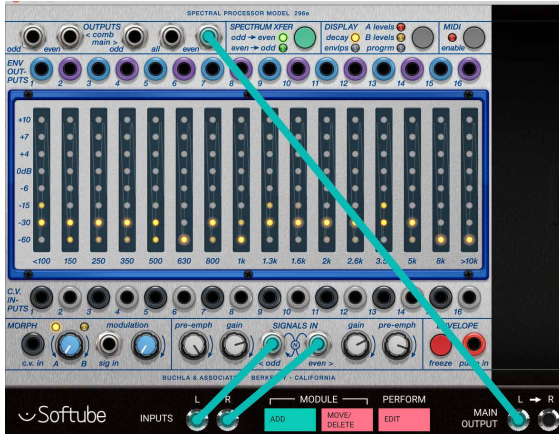 SPECTRAL PROCESSOR MODEL 296e
OUTPUTS
< comb
main >
odd even odd all even
SPECTRUM XFER
odd → even
even → odd
DISPLAY A levels
decay B levels
envlps progrm
MIDI
enable
ENV
OUT-
PUTS
1 2 3 4 5 6 7 8 9 10 11 12 13 14 15 16
+10
+7
+4
0dB
-6
-15
-30
-60
<100 150 250 350 500 630 800 1k 1.3k 1.6k 2k 2.6k 3.5 5k 8k >10k
C.V.
IN-
PUTS
1 2 3 4 5 6 7 8 9 10 11 12 13 14 15 16
MORPH modulation pre-emph gain SIGNALS IN gain pre-emph ENVELOPE
c.v. in A B sig in < odd even > freeze in
BUCHLA & ASSOCIATES BERKELEY - CALIFORNIA
Softube
INPUTS
L R
MODULE PERFORM
ADD
MOVE/
DELETE
EDIT
MAIN
OUTPUT
L → R